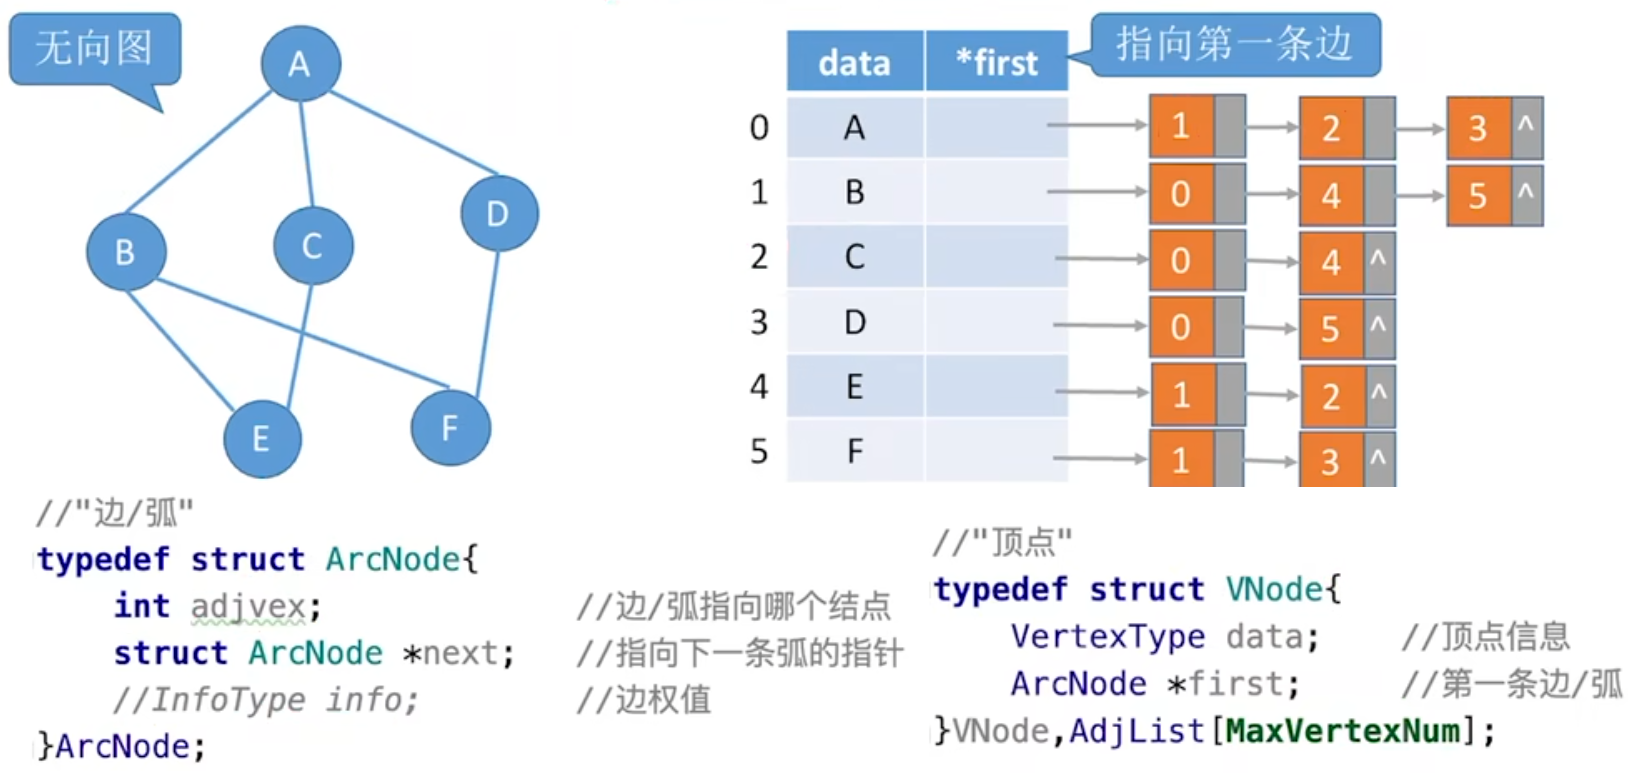 无向图
A
B
C
D
E
F
data *first
指向第一条边
0 A 1 2 3 ^
1 B 0 4 5 ^
2 C 0 4 ^
3 D 0 5 ^
4 E 1 2 ^
5 F 1 3 ^
//"边/弧"
typedef struct ArcNode{
int adjvex; //边/弧指向哪个结点
struct ArcNode *next; //指向下一条弧的指针
//InfoType info; //边权值
}ArcNode;
//"顶点"
typedef struct VNode{
VertexType data; //顶点信息
ArcNode *first; //第一条边/弧
}VNode,AdjList[MaxVertexNum];